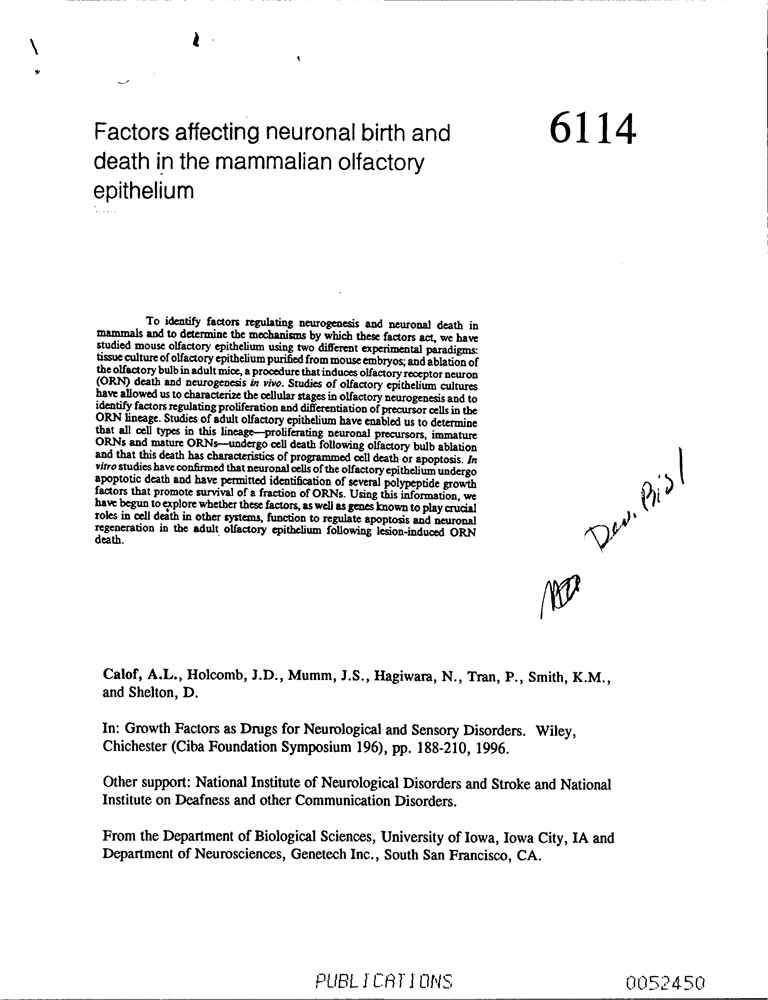 Factors affecting neuronal birth and
death in the mammalian olfactory
epithelium
6114
To identify factors regulating neurogenesis and neuronal death in
mammals and to determine the mechanisms by which these factors act, we have
studied mouse olfactory epithelium using two different experimental paradigms:
tissue culture of olfactory epithelium purified from mouse embryos; and ablation of
the olfactory bulb in adult mice, a procedure that induces olfactory receptor neuron
(ORN) death and neurogenesis in vivo. Studies of olfactory epithelium cultures
have allowed us to characterize the cellular stages in olfactory neurogenesis and to
identify factors regulating proliferation and differentiation of precursor cells in the
ORN lineage. Studies of adult olfactory epithelium have enabled us to determine
that all cell types in this lineage—proliferating neuronal precursors, immature
ORNs and mature ORNs—undergo cell death following olfactory bulb ablation
and that this death has characteristics of programmed cell death or apoptosis. In
vitro studies have confirmed that neuronal cells of the olfactory epithelium undergo
apoptotic death and have permitted identification of several polypeptide growth
factors that promote survival of a fraction of ORNs. Using this information, we
have begun to explore whether these factors, as well as genes known to play crucial
roles in cell death in other systems, function to regulate apoptosis and neuronal
regeneration in the adult olfactory epithelium following lesion-induced ORN
death.
Dev. Biol
Calof, A.L., Holcomb, J.D., Mumm, J.S., Hagiwara, N., Tran, P., Smith, K.M.,
and Shelton, D.
In: Growth Factors as Drugs for Neurological and Sensory Disorders. Wiley,
Chichester (Ciba Foundation Symposium 196), pp. 188-210, 1996.
Other support: National Institute of Neurological Disorders and Stroke and National
Institute on Deafness and other Communication Disorders.
From the Department of Biological Sciences, University of Iowa, Iowa City, IA and
Department of Neurosciences, Genetech Inc., South San Francisco, CA.
PUBLICATIONS
0052450